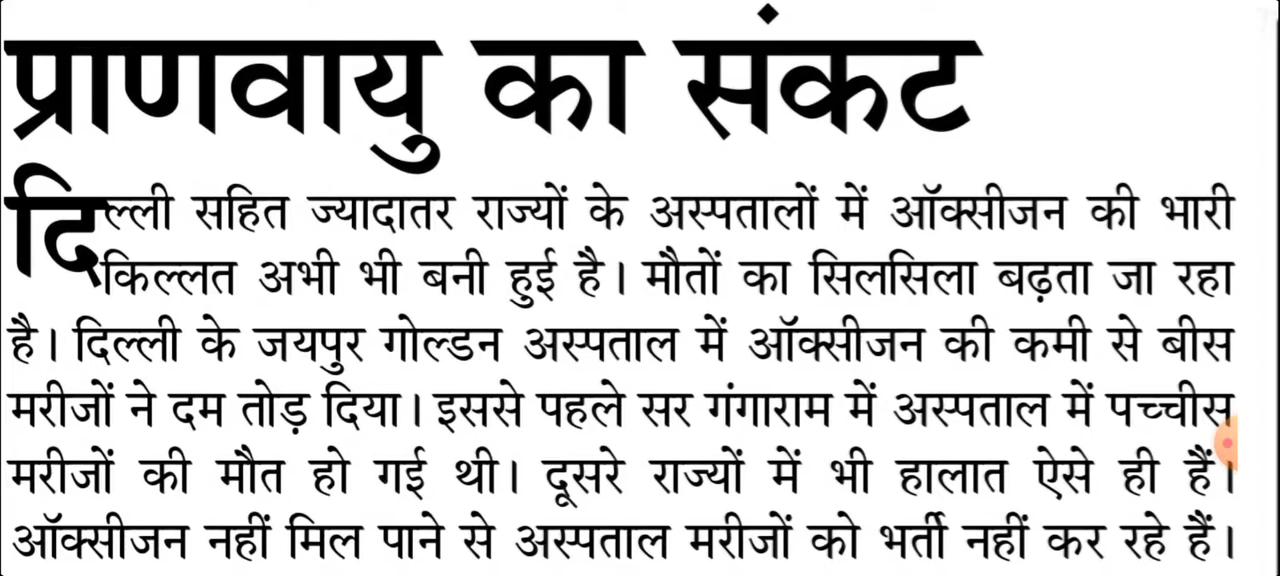 प्राणवायु का संकट
दिल्ली सहित ज्यादातर राज्यों के अस्पतालों में ऑक्सीजन की भारी
किल्लत अभी भी बनी हुई है। मौतों का सिलसिला बढ़ता जा रहा
है। दिल्ली के जयपुर गोल्डन अस्पताल में ऑक्सीजन की कमी से बीस
मरीजों ने दम तोड़ दिया। इससे पहले सर गंगाराम में अस्पताल में पच्चीस
मरीजों की मौत हो गई थी। दूसरे राज्यों में भी हालात ऐसे ही हैं।
ऑक्सीजन नहीं मिल पाने से अस्पताल मरीजों को भर्ती नहीं कर रहे हैं।